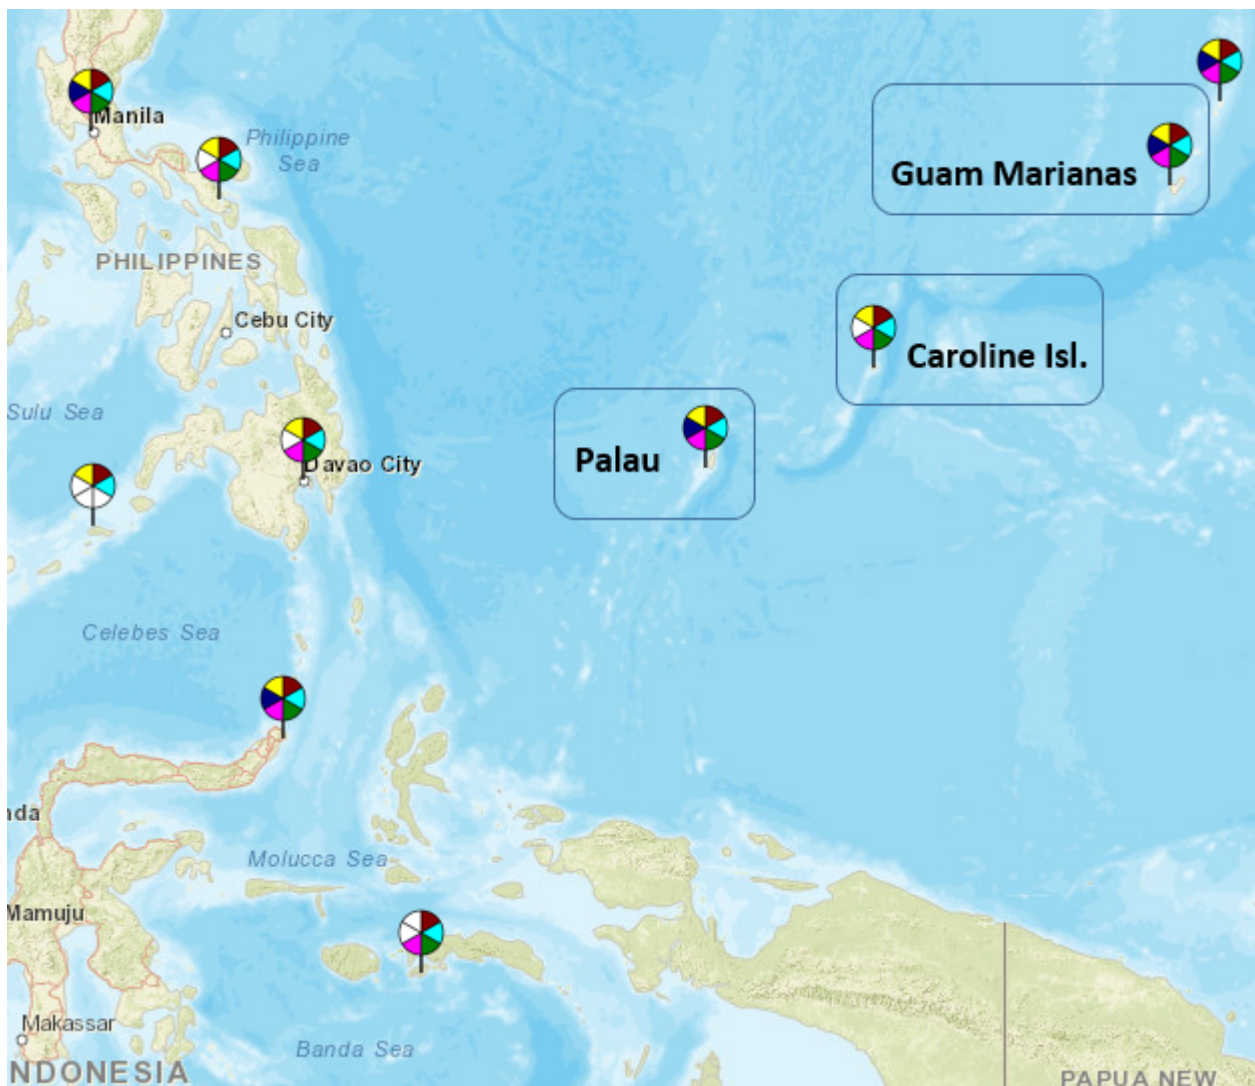 Manila
Philippine
Sea
Guam Marianas
PHILIPPINES
Cebu City
Caroline Isl.
Sulu Sea
Palau
Davao City
Celebes Sea
nda
Molucca Sea
Mamuju
Makassar
Banda Sea
NDONESIA
PAPUA NEW